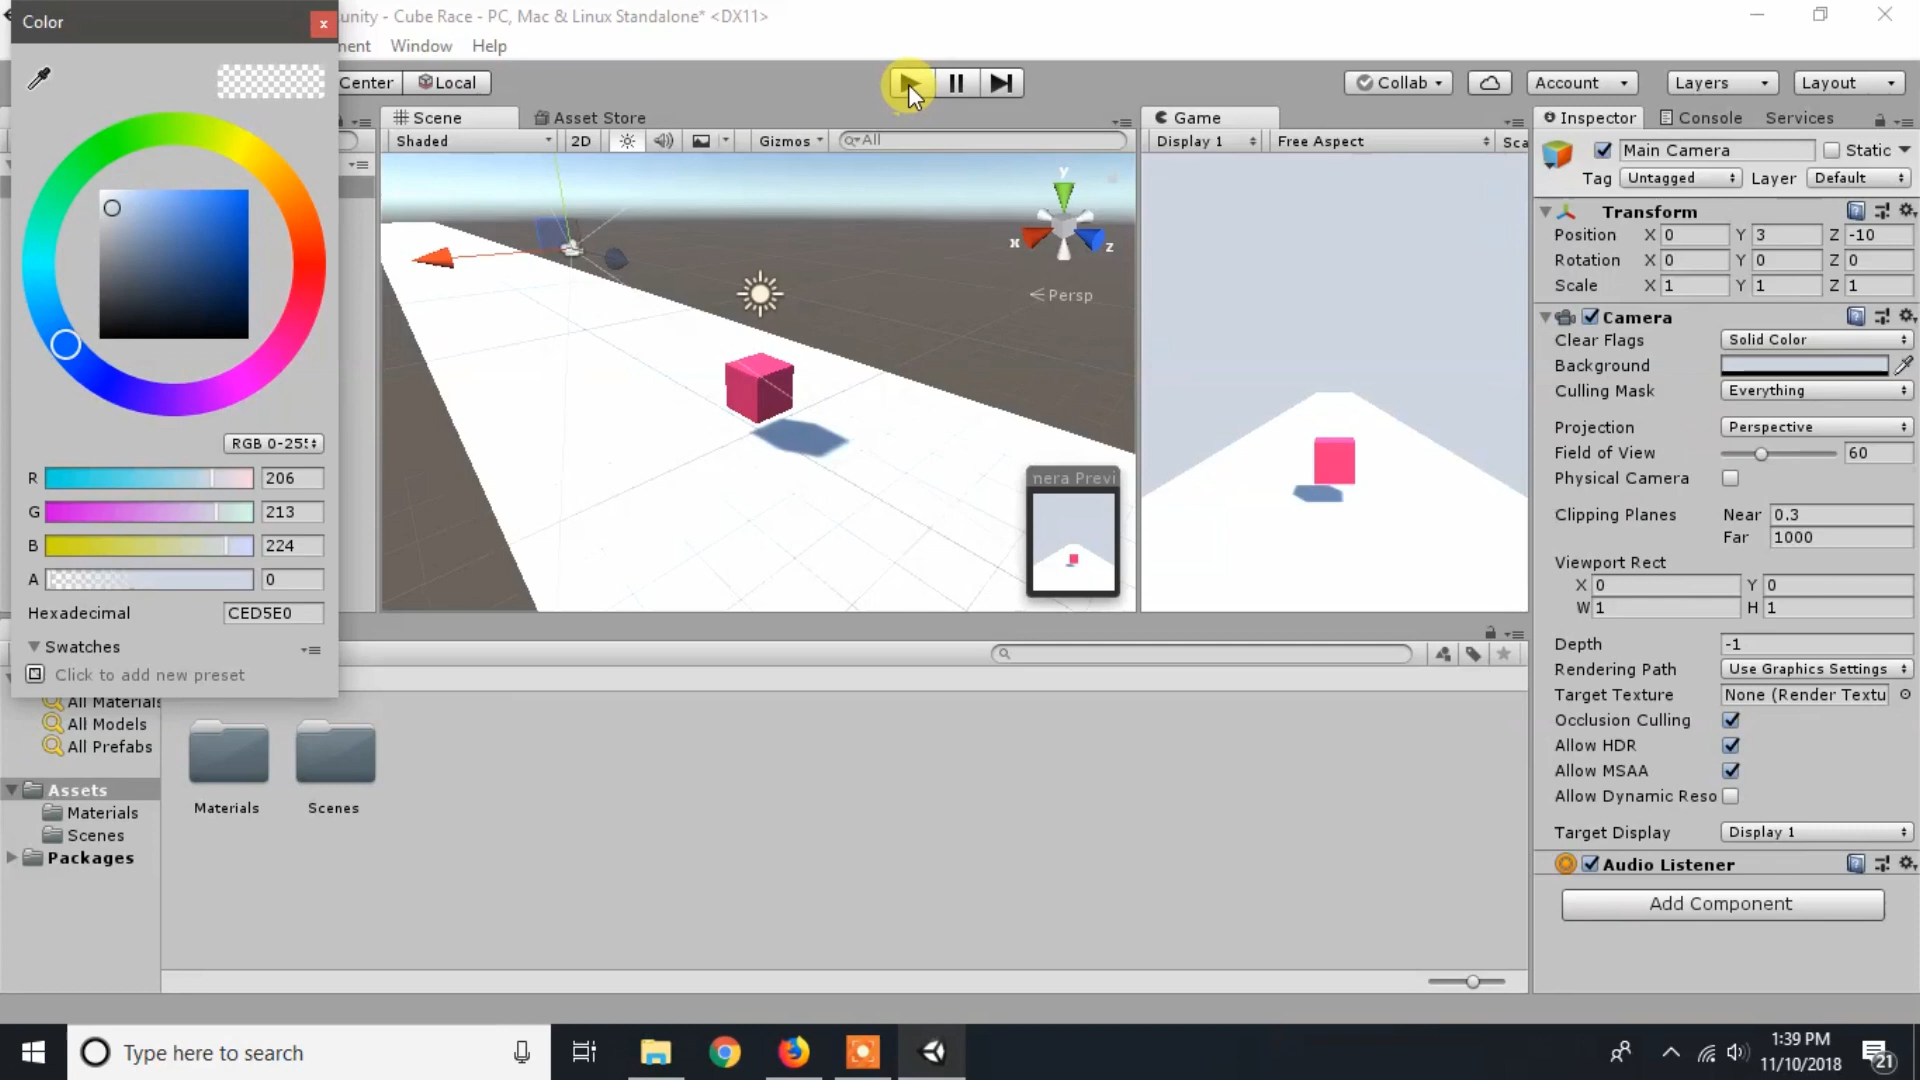 Color
x
unity - Cube Race - PC, Mac & Linux Standalone* <DX11>
nent Window Help
Center Local
Collab
Account
Layers
Layout
Scene
Asset Store
Shaded
2D
Gizmos
All
y
x
z
Persp
nera Previ
Game
Display 1
Free Aspect
Sca
Inspector
Console
Services
Main Camera
Static
Tag Untagged Layer Default
Transform
Position X 0 Y 3 Z -10
Rotation X 0 Y 0 Z 0
Scale X 1 Y 1 Z 1
Camera
Clear Flags Solid Color
Background
Culling Mask Everything
Projection Perspective
Field of View 60
Physical Camera
Clipping Planes Near 0.3
Far 1000
Viewport Rect
X 0 Y 0
W 1 H 1
Depth -1
Rendering Path Use Graphics Settings
Target Texture None (Render Textu
Occlusion Culling
Allow HDR
Allow MSAA
Allow Dynamic Reso
Target Display Display 1
Audio Listener
Add Component
RGB 0-255
R 206
G 213
B 224
A 0
Hexadecimal CED5E0
Swatches
Click to add new preset
All Materials
All Models
All Prefabs
Assets
Materials
Scenes
Packages
Materials
Scenes
Type here to search
1:39 PM
11/10/2018
21